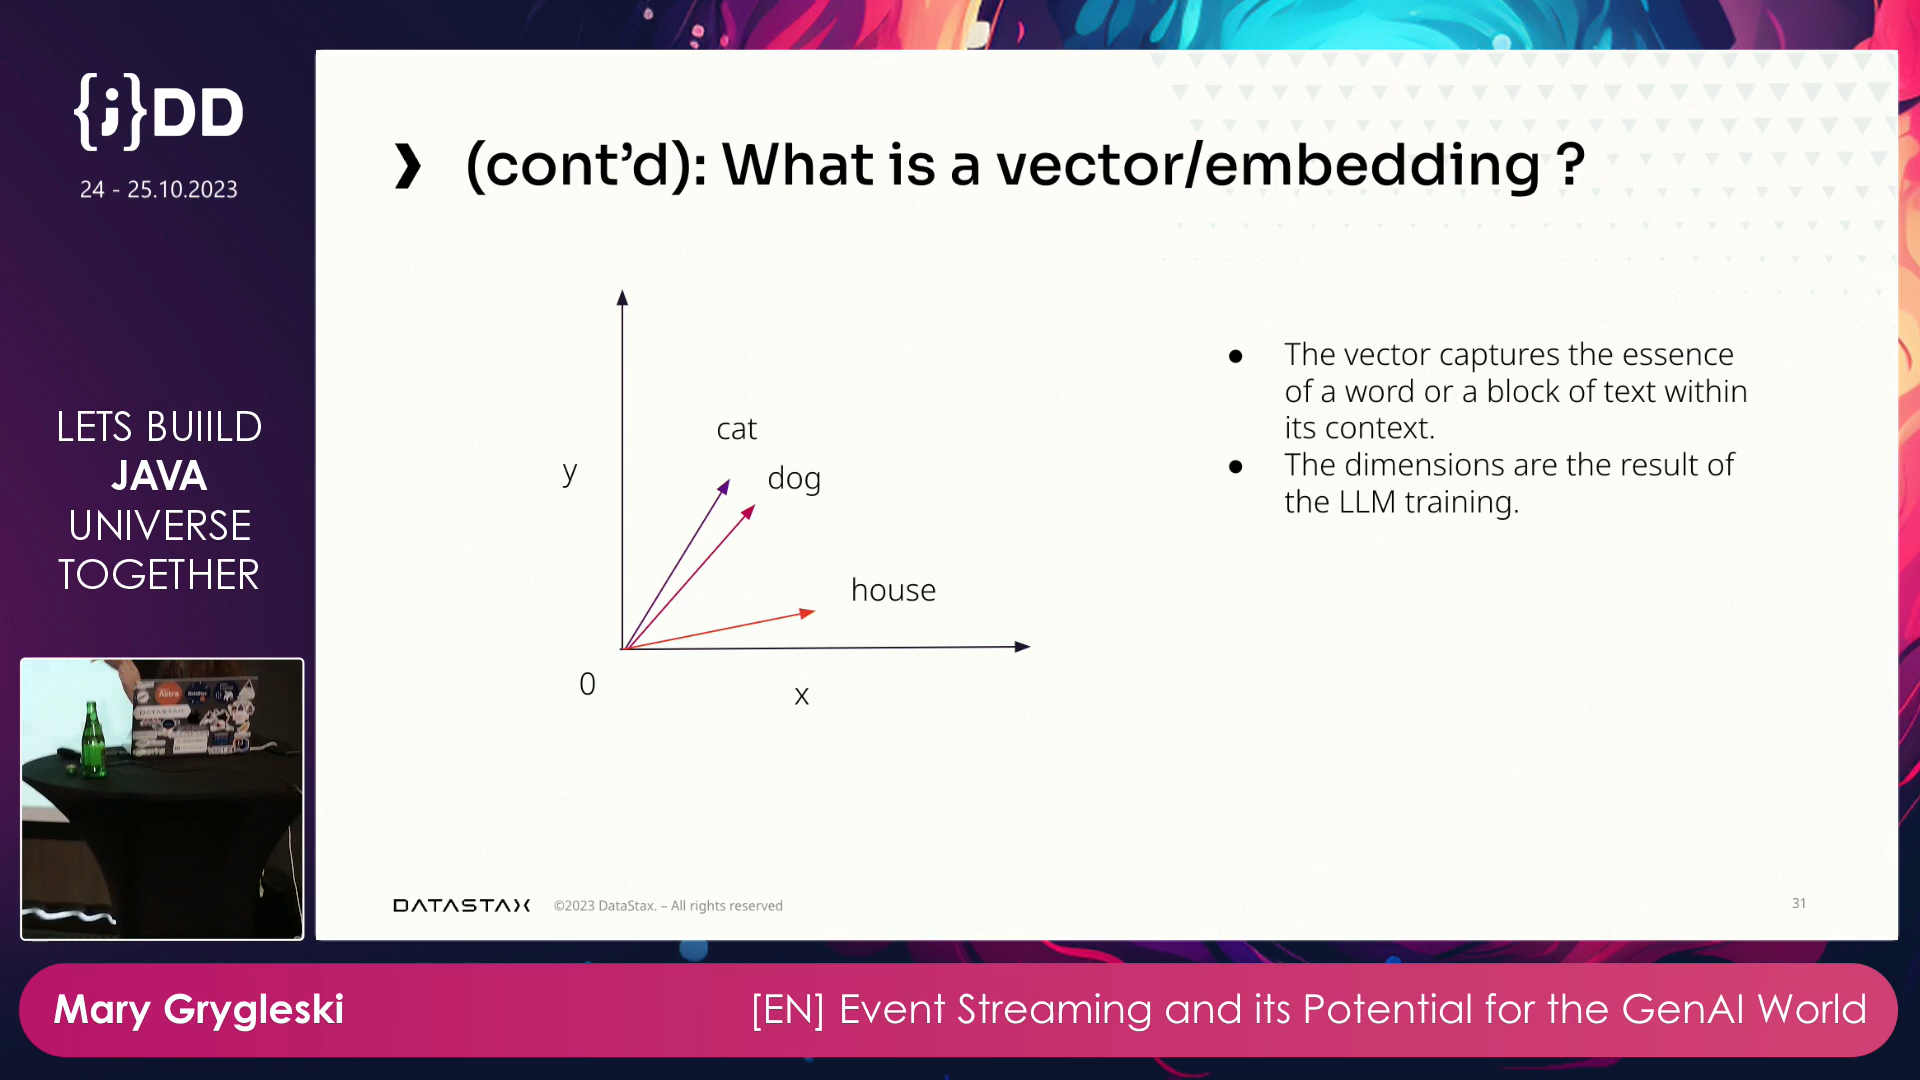 {j}DD
24 - 25.10.2023
LETS BUIILD
JAVA
UNIVERSE
TOGETHER
(cont’d): What is a vector/embedding ?
cat
y
dog
house
0
x
● The vector captures the essence
of a word or a block of text within
its context.
● The dimensions are the result of
the LLM training.
DATASTAX
©2023 DataStax. – All rights reserved
31
Astra
DATASTAX
Mary Grygleski
[EN] Event Streaming and its Potential for the GenAI World